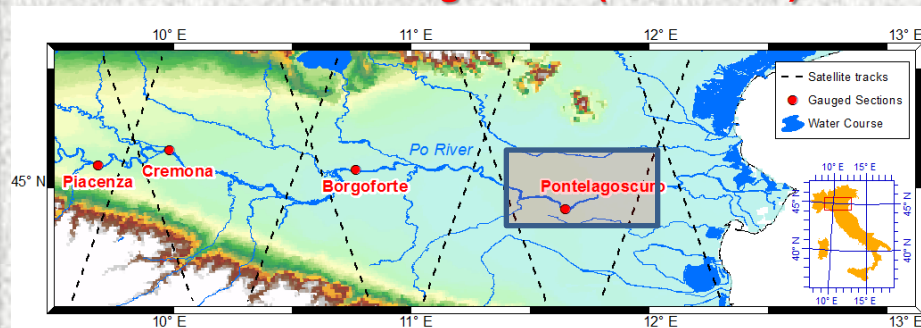 10° E 11° E 12° E 13° E
Satellite tracks
Gauged Sections
Water Course
Po River
45° N
Piacenza
Cremona
Borgoforte
Pontelagoscuro
10° E 15° E
45° N 45° N
40° N 40° N
10° E 15° E
10° E 11° E 12° E 13° E